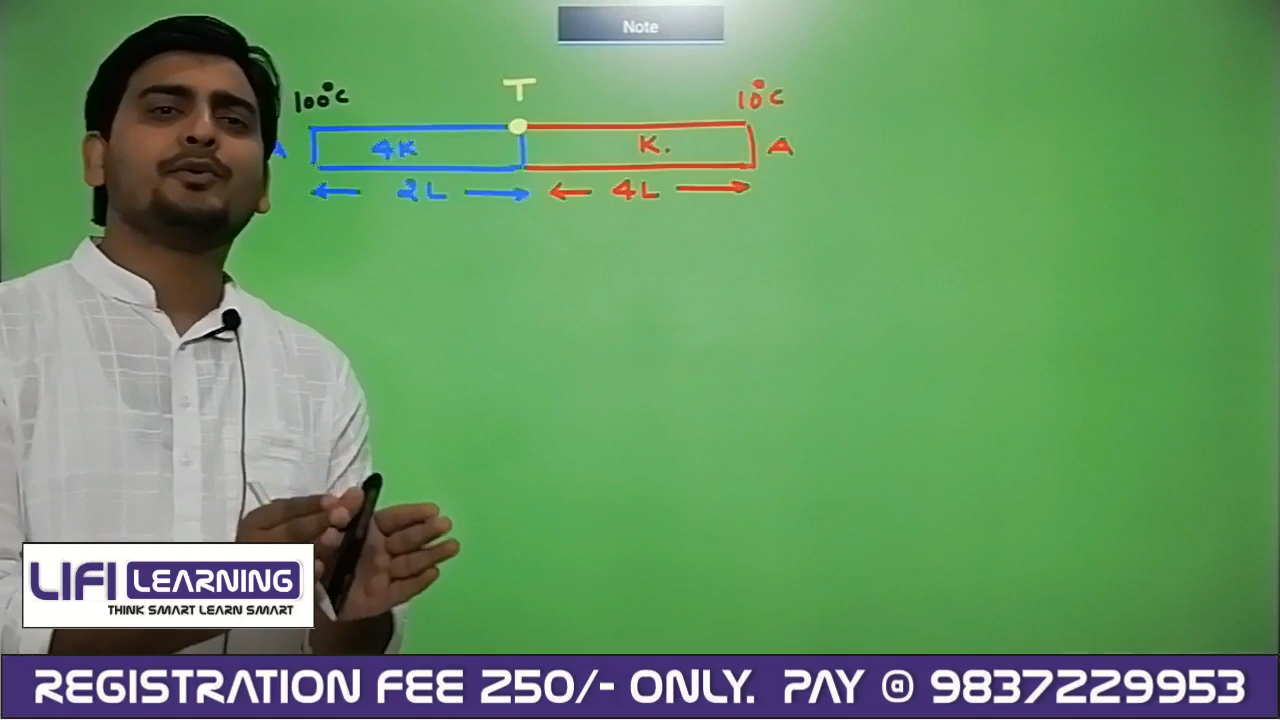 Note
T
100°C
10°C
A
4K
K.
A
2L
4L
LIFI LEARNING
THINK SMART LEARN SMART
REGISTRATION FEE 250/- ONLY. PAY @ 9837229953